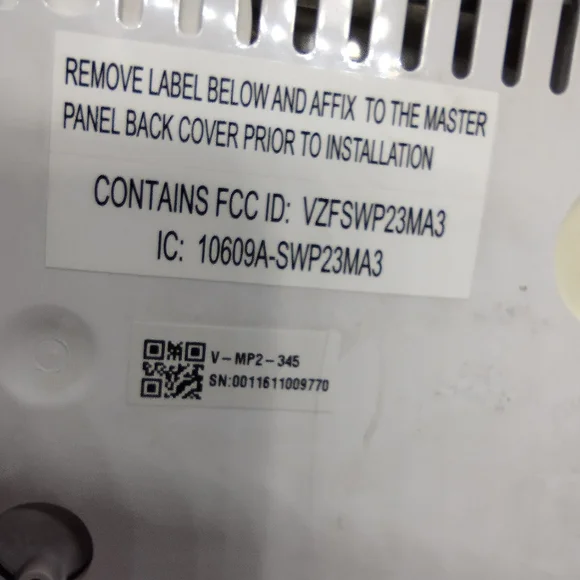 REMOVE LABEL BELOW AND AFFIX TO THE MASTER
PANEL BACK COVER PRIOR TO INSTALLATION
CONTAINS FCC ID: VZFSWP23MA3
IC: 10609A-SWP23MA3
V-MP2-345
SN:0011611009770